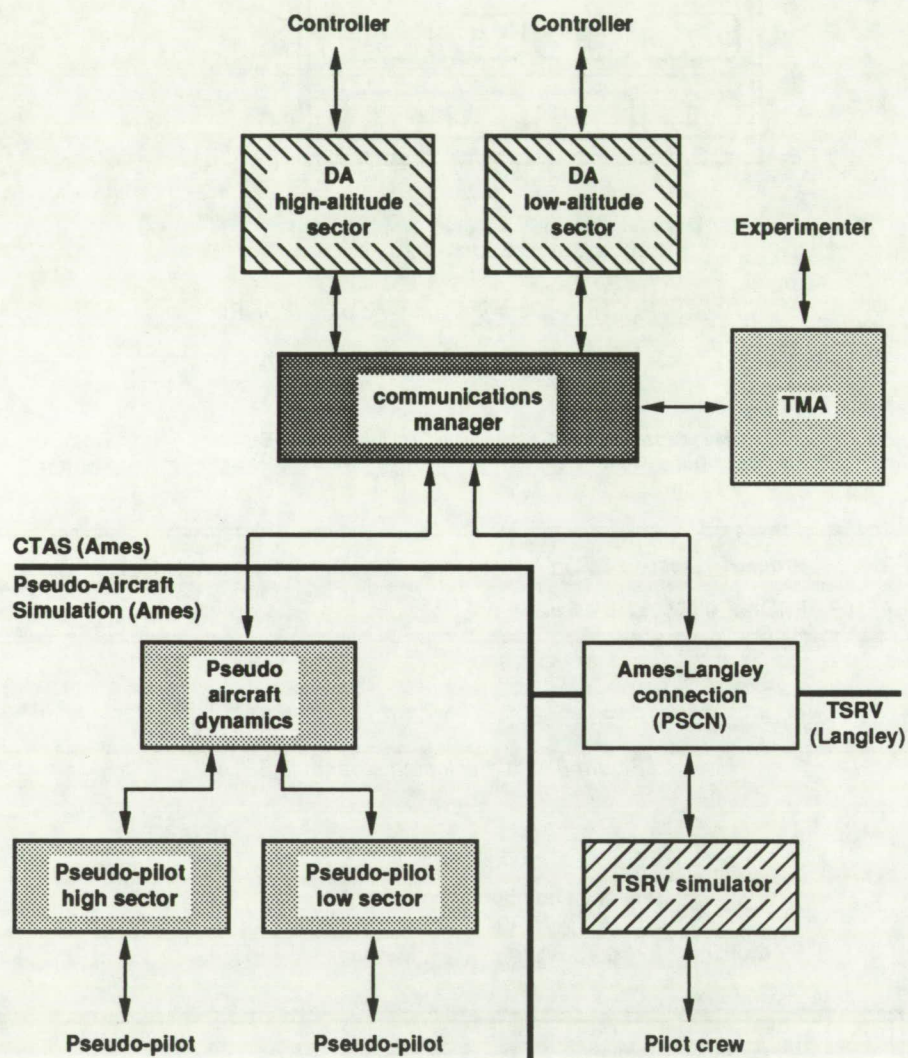 Controller
Controller
DA
high-altitude
sector
DA
low-altitude
sector
Experimenter
communications
manager
TMA
CTAS (Ames)
Pseudo-Aircraft
Simulation (Ames)
Pseudo
aircraft
dynamics
Ames-Langley
connection
(PSCN)
TSRV
(Langley)
Pseudo-pilot
high sector
Pseudo-pilot
low sector
TSRV simulator
Pseudo-pilot
Pseudo-pilot
Pilot crew